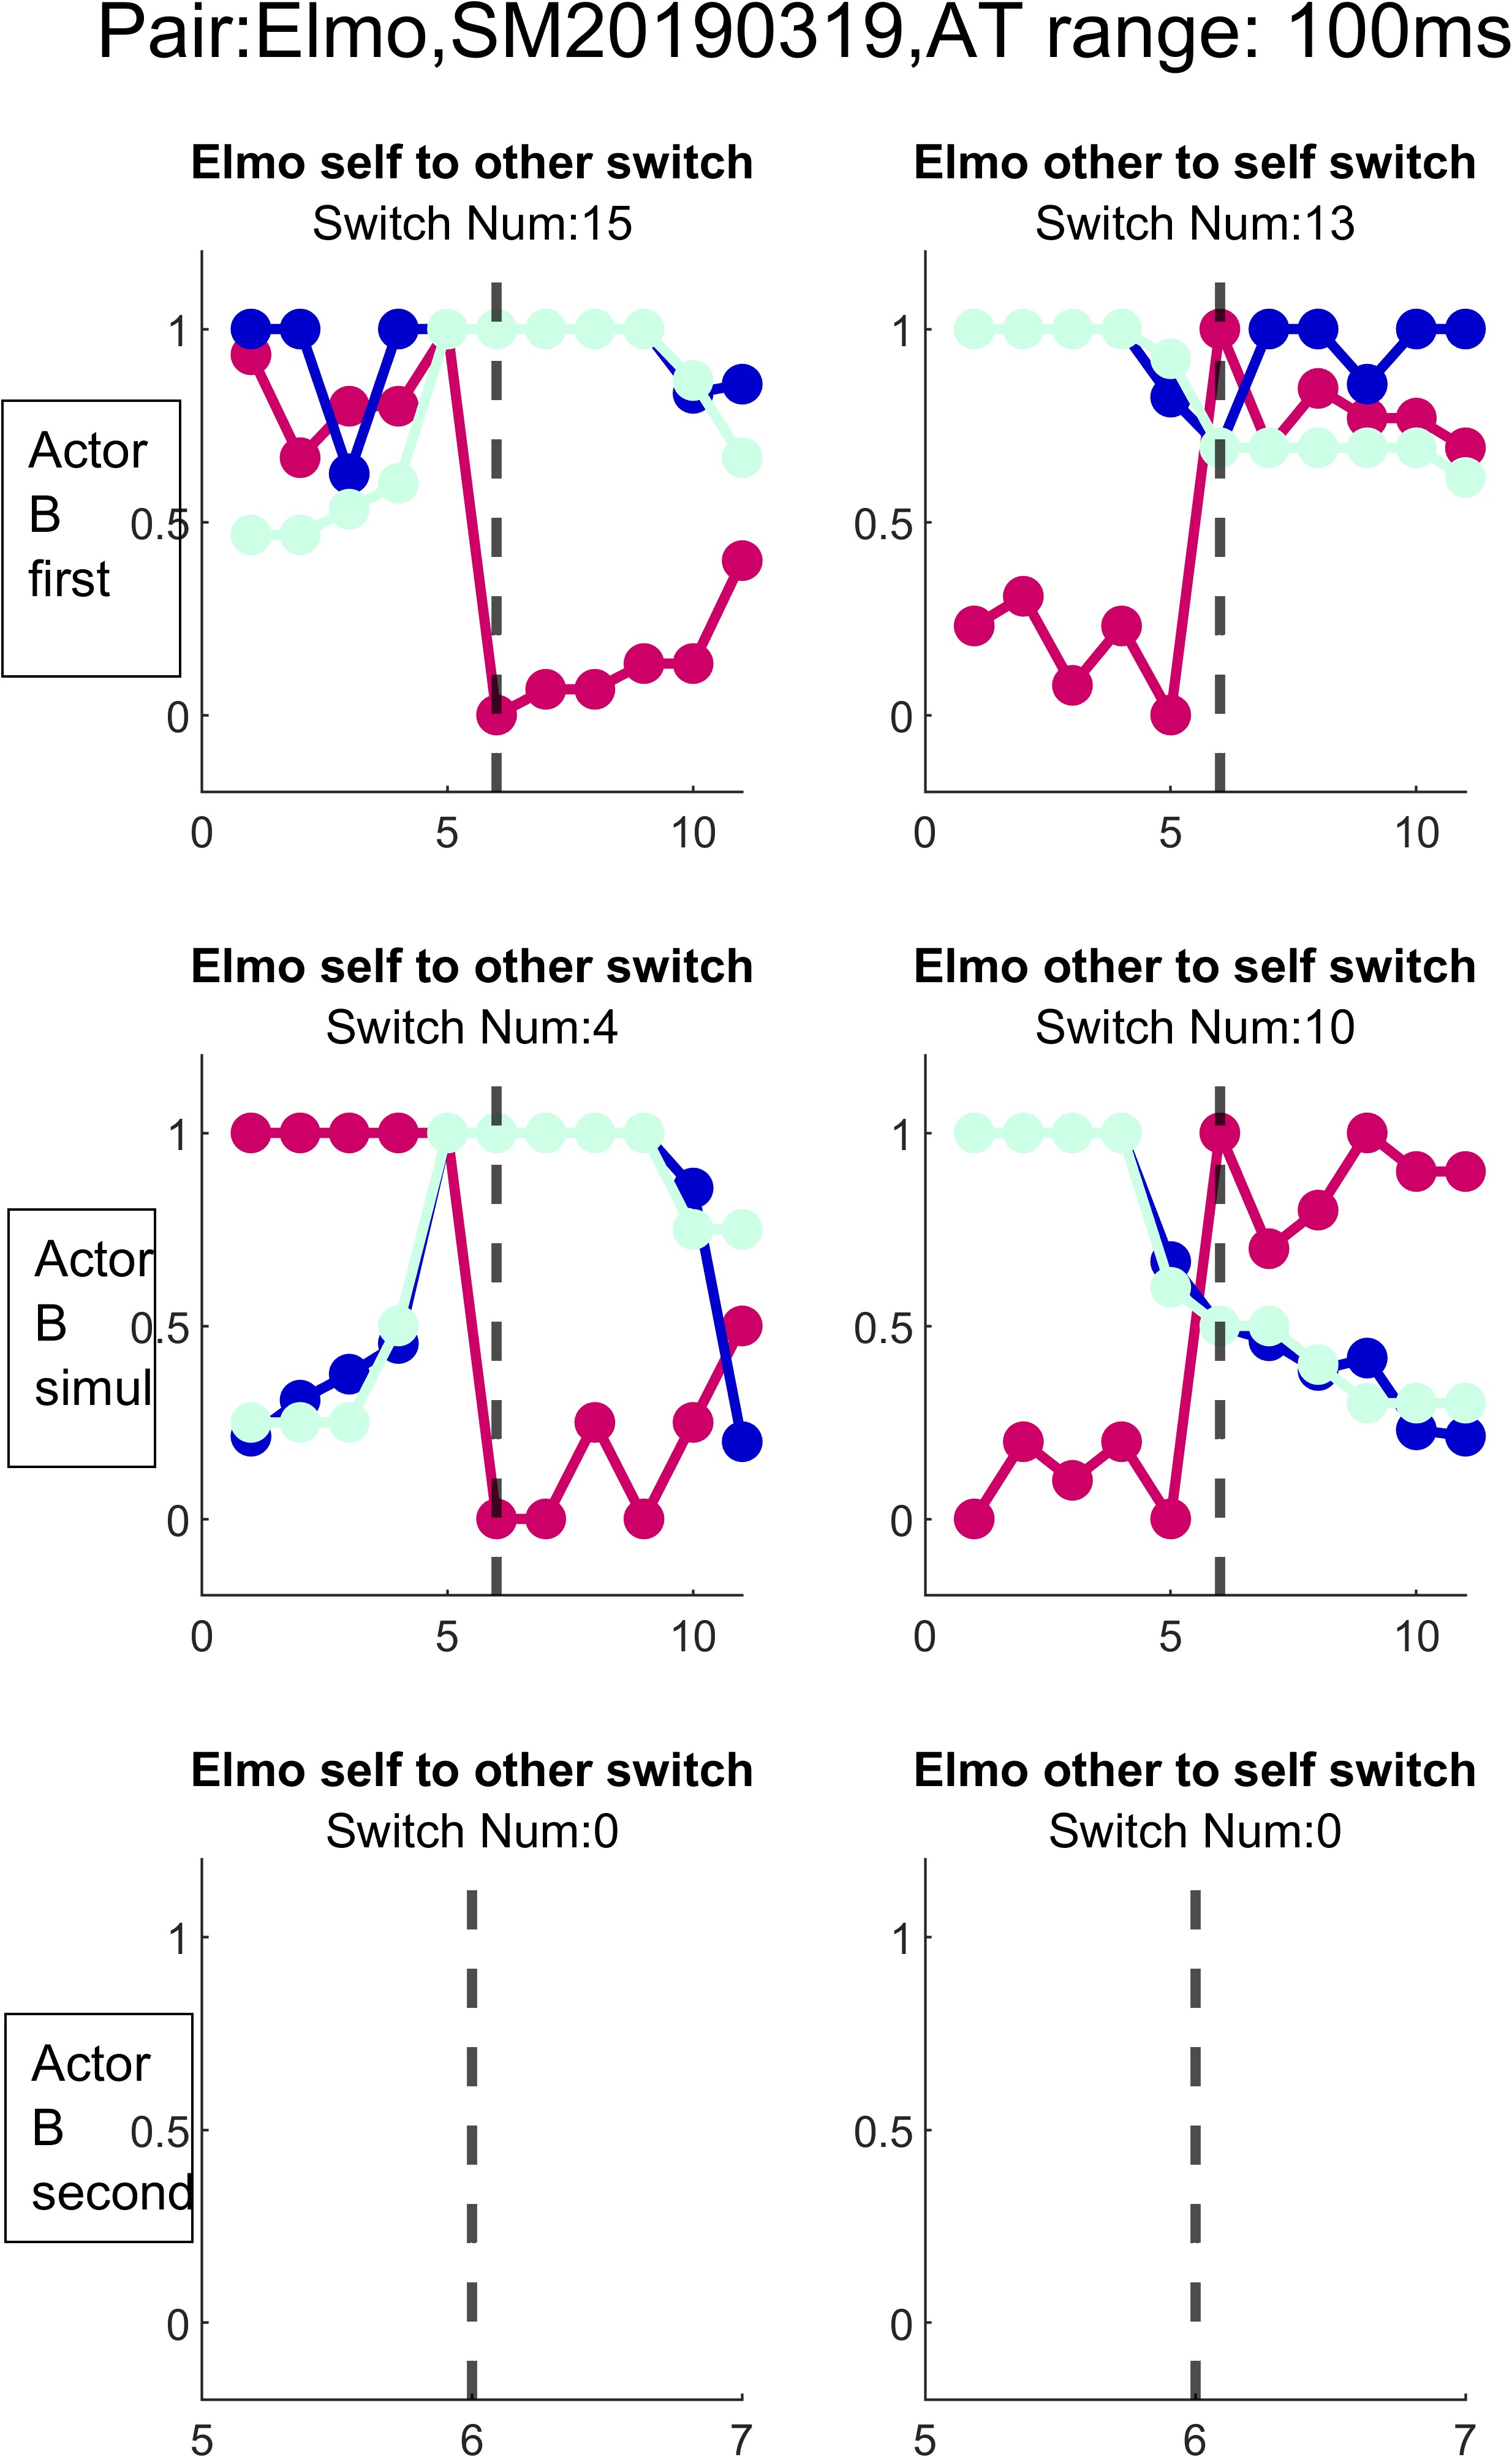 Pair:Elmo,SM20190319,AT range: 100ms
Elmo self to other switch
Switch Num:15
Elmo other to self switch
Switch Num:13
Actor
B
first
1
0.5
0
0
5
10
1
0.5
0
0
5
10
Elmo self to other switch
Switch Num:4
Elmo other to self switch
Switch Num:10
Actor
B
simul
1
0.5
0
0
5
10
1
0.5
0
0
5
10
Elmo self to other switch
Switch Num:0
Elmo other to self switch
Switch Num:0
Actor
B
second
1
0.5
0
5
6
7
1
0.5
0
5
6
7